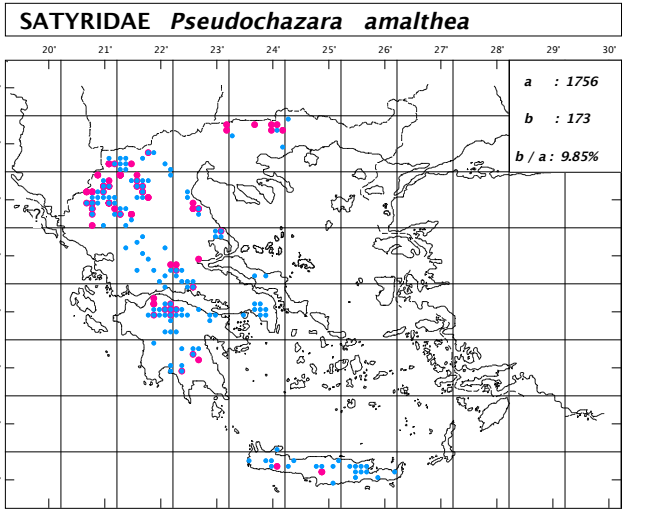 SATYRIDAE Pseudochazara amalthea
20' 21' 22' 23' 24' 25' 26' 27' 28' 29' 30'
a : 1756
b : 173
b / a : 9.85%